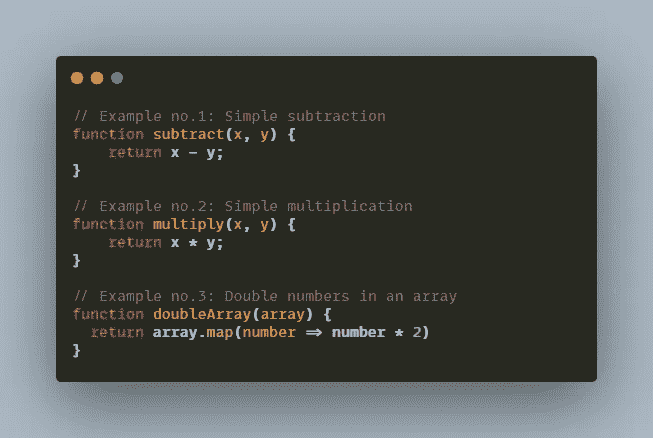 // Example no.1: Simple subtraction
function subtract(x, y) {
    return x - y;
}

// Example no.2: Simple multiplication
function multiply(x, y) {
    return x * y;
}

// Example no.3: Double numbers in an array
function doubleArray(array) {
  return array.map(number => number * 2)
}